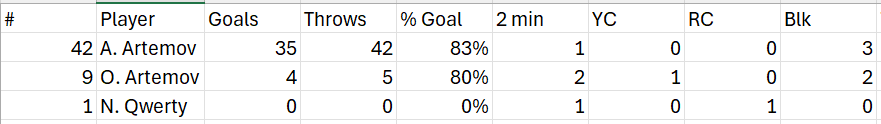 # Player Goals Throws % Goal 2 min YC RC Blk
42 A. Artemov 35 42 83% 1 0 0 3
9 O. Artemov 4 5 80% 2 1 0 2
1 N. Qwerty 0 0 0% 1 0 1 0